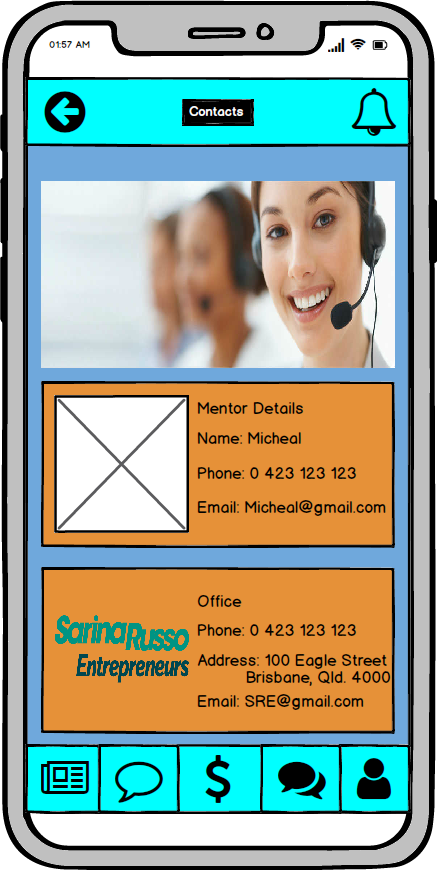 01:57 AM
Contacts
Mentor Details
Name: Micheal
Phone: 0 423 123 123
Email: Micheal@gmail.com
SarinaRusso
Entrepreneurs
Office
Phone: 0 423 123 123
Address: 100 Eagle Street
Brisbane, Qld. 4000
Email: SRE@gmail.com
$